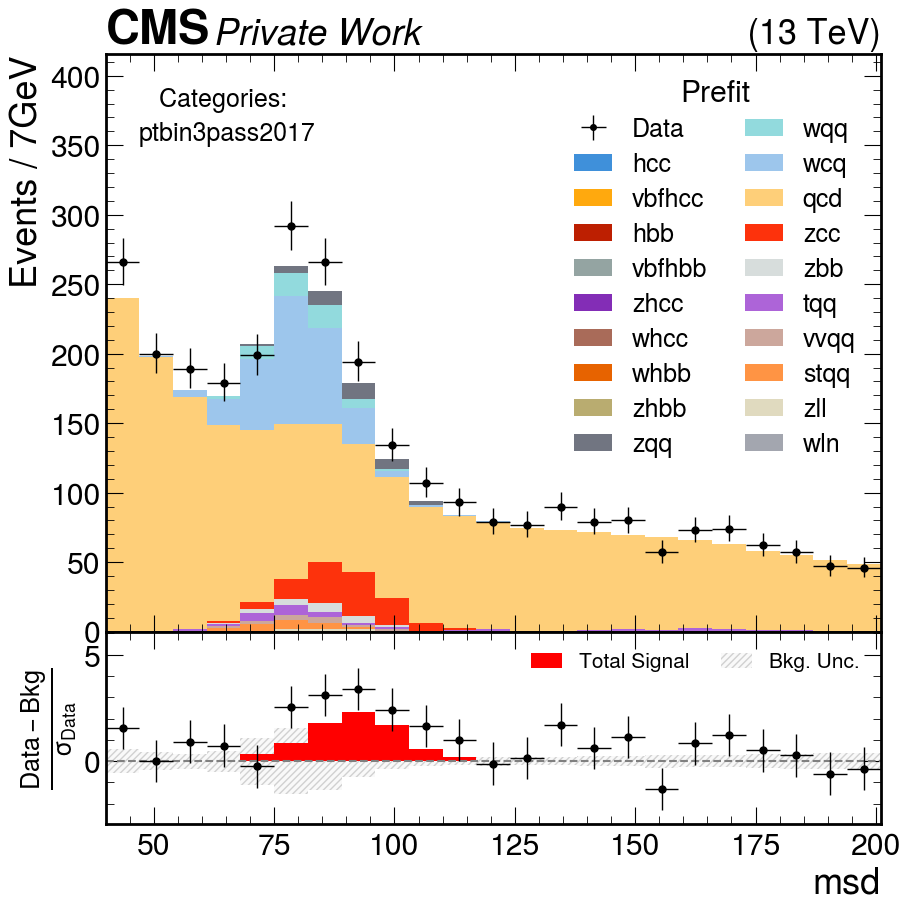 CMS Private Work (13 TeV)
Events / 7GeV
400
350
300
250
200
150
100
50
0
Categories:
ptbin3pass2017
Prefit
Data
hcc
vbfhcc
hbb
vbfhbb
zhcc
whcc
whbb
zhbb
zqq
wqq
wcq
qcd
zcc
zbb
tqq
vvqq
stqq
zll
wln
Data − Bkg
σData
5
0
Total Signal
Bkg. Unc.
50 75 100 125 150 175 200
msd